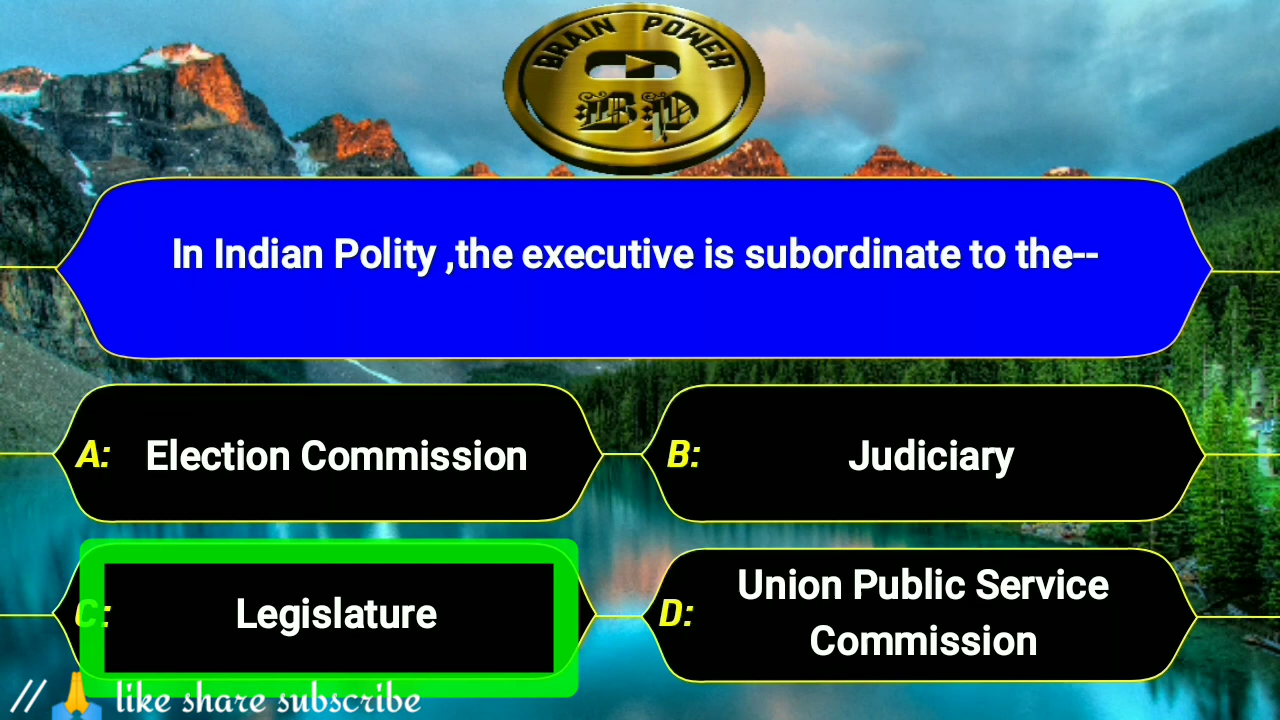 BRAIN POWER
BP
In Indian Polity ,the executive is subordinate to the--
A: Election Commission
B: Judiciary
C: Legislature
D: Union Public Service
Commission
// 🙏 like share subscribe